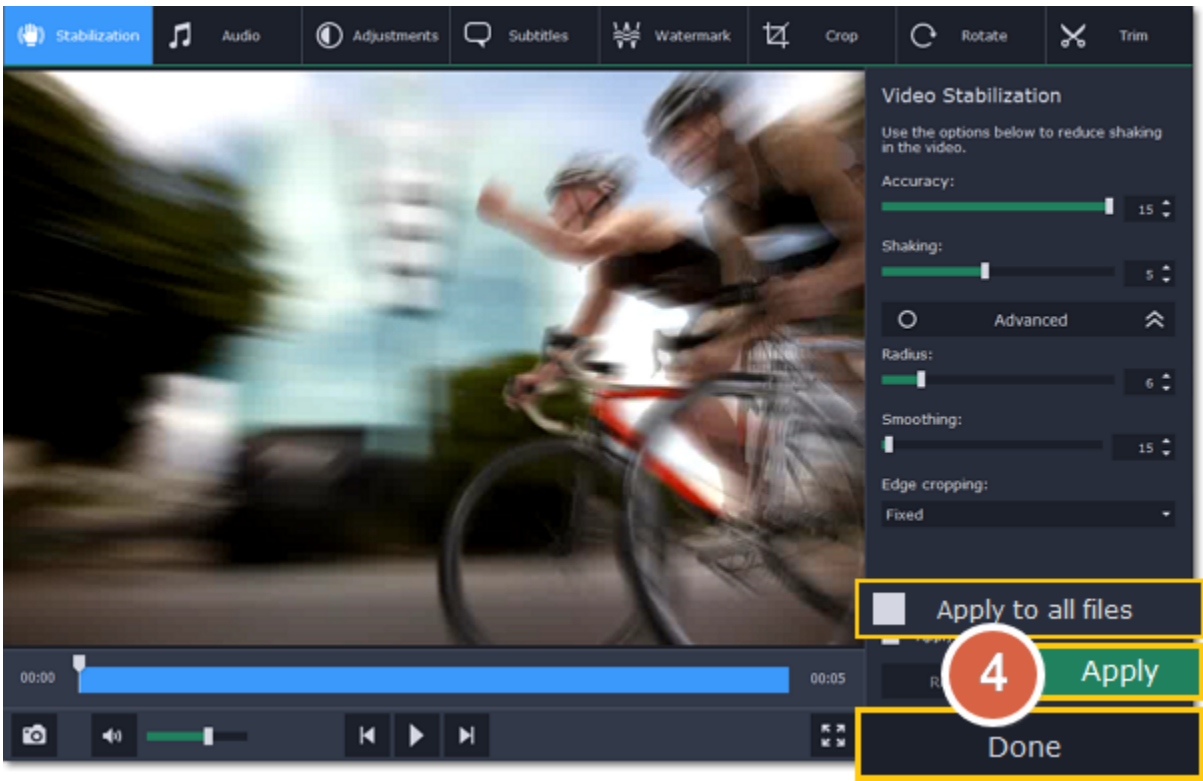 Stabilization
Audio
Adjustments
Subtitles
Watermark
Crop
Rotate
Trim
Video Stabilization
Use the options below to reduce shaking
in the video.
Accuracy:
15
Shaking:
5
Advanced
Radius:
6
Smoothing:
15
Edge cropping:
Fixed
Apply to all files
4
Apply
00:00
00:05
Done